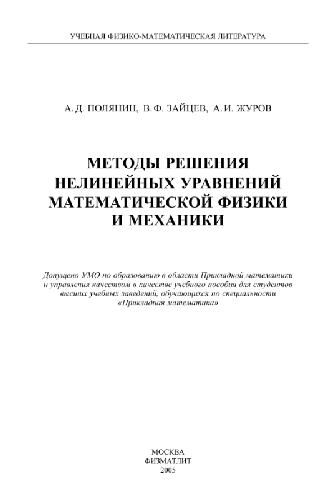 УЧЕБНАЯ ФИЗИКО-МАТЕМАТИЧЕСКАЯ ЛИТЕРАТУРА
А. Д. ПОЛЯНИН, В. Ф. ЗАЙЦЕВ, А. И. ЖУРОВ
МЕТОДЫ РЕШЕНИЯ
НЕЛИНЕЙНЫХ УРАВНЕНИЙ
МАТЕМАТИЧЕСКОЙ ФИЗИКИ
И МЕХАНИКИ
Допущено УМО по образованию в области Прикладной математики
и управления качеством в качестве учебного пособия для студентов
высших учебных заведений, обучающихся по специальности
«Прикладная математика»
МОСКВА
ФИЗМАТЛИТ
2005